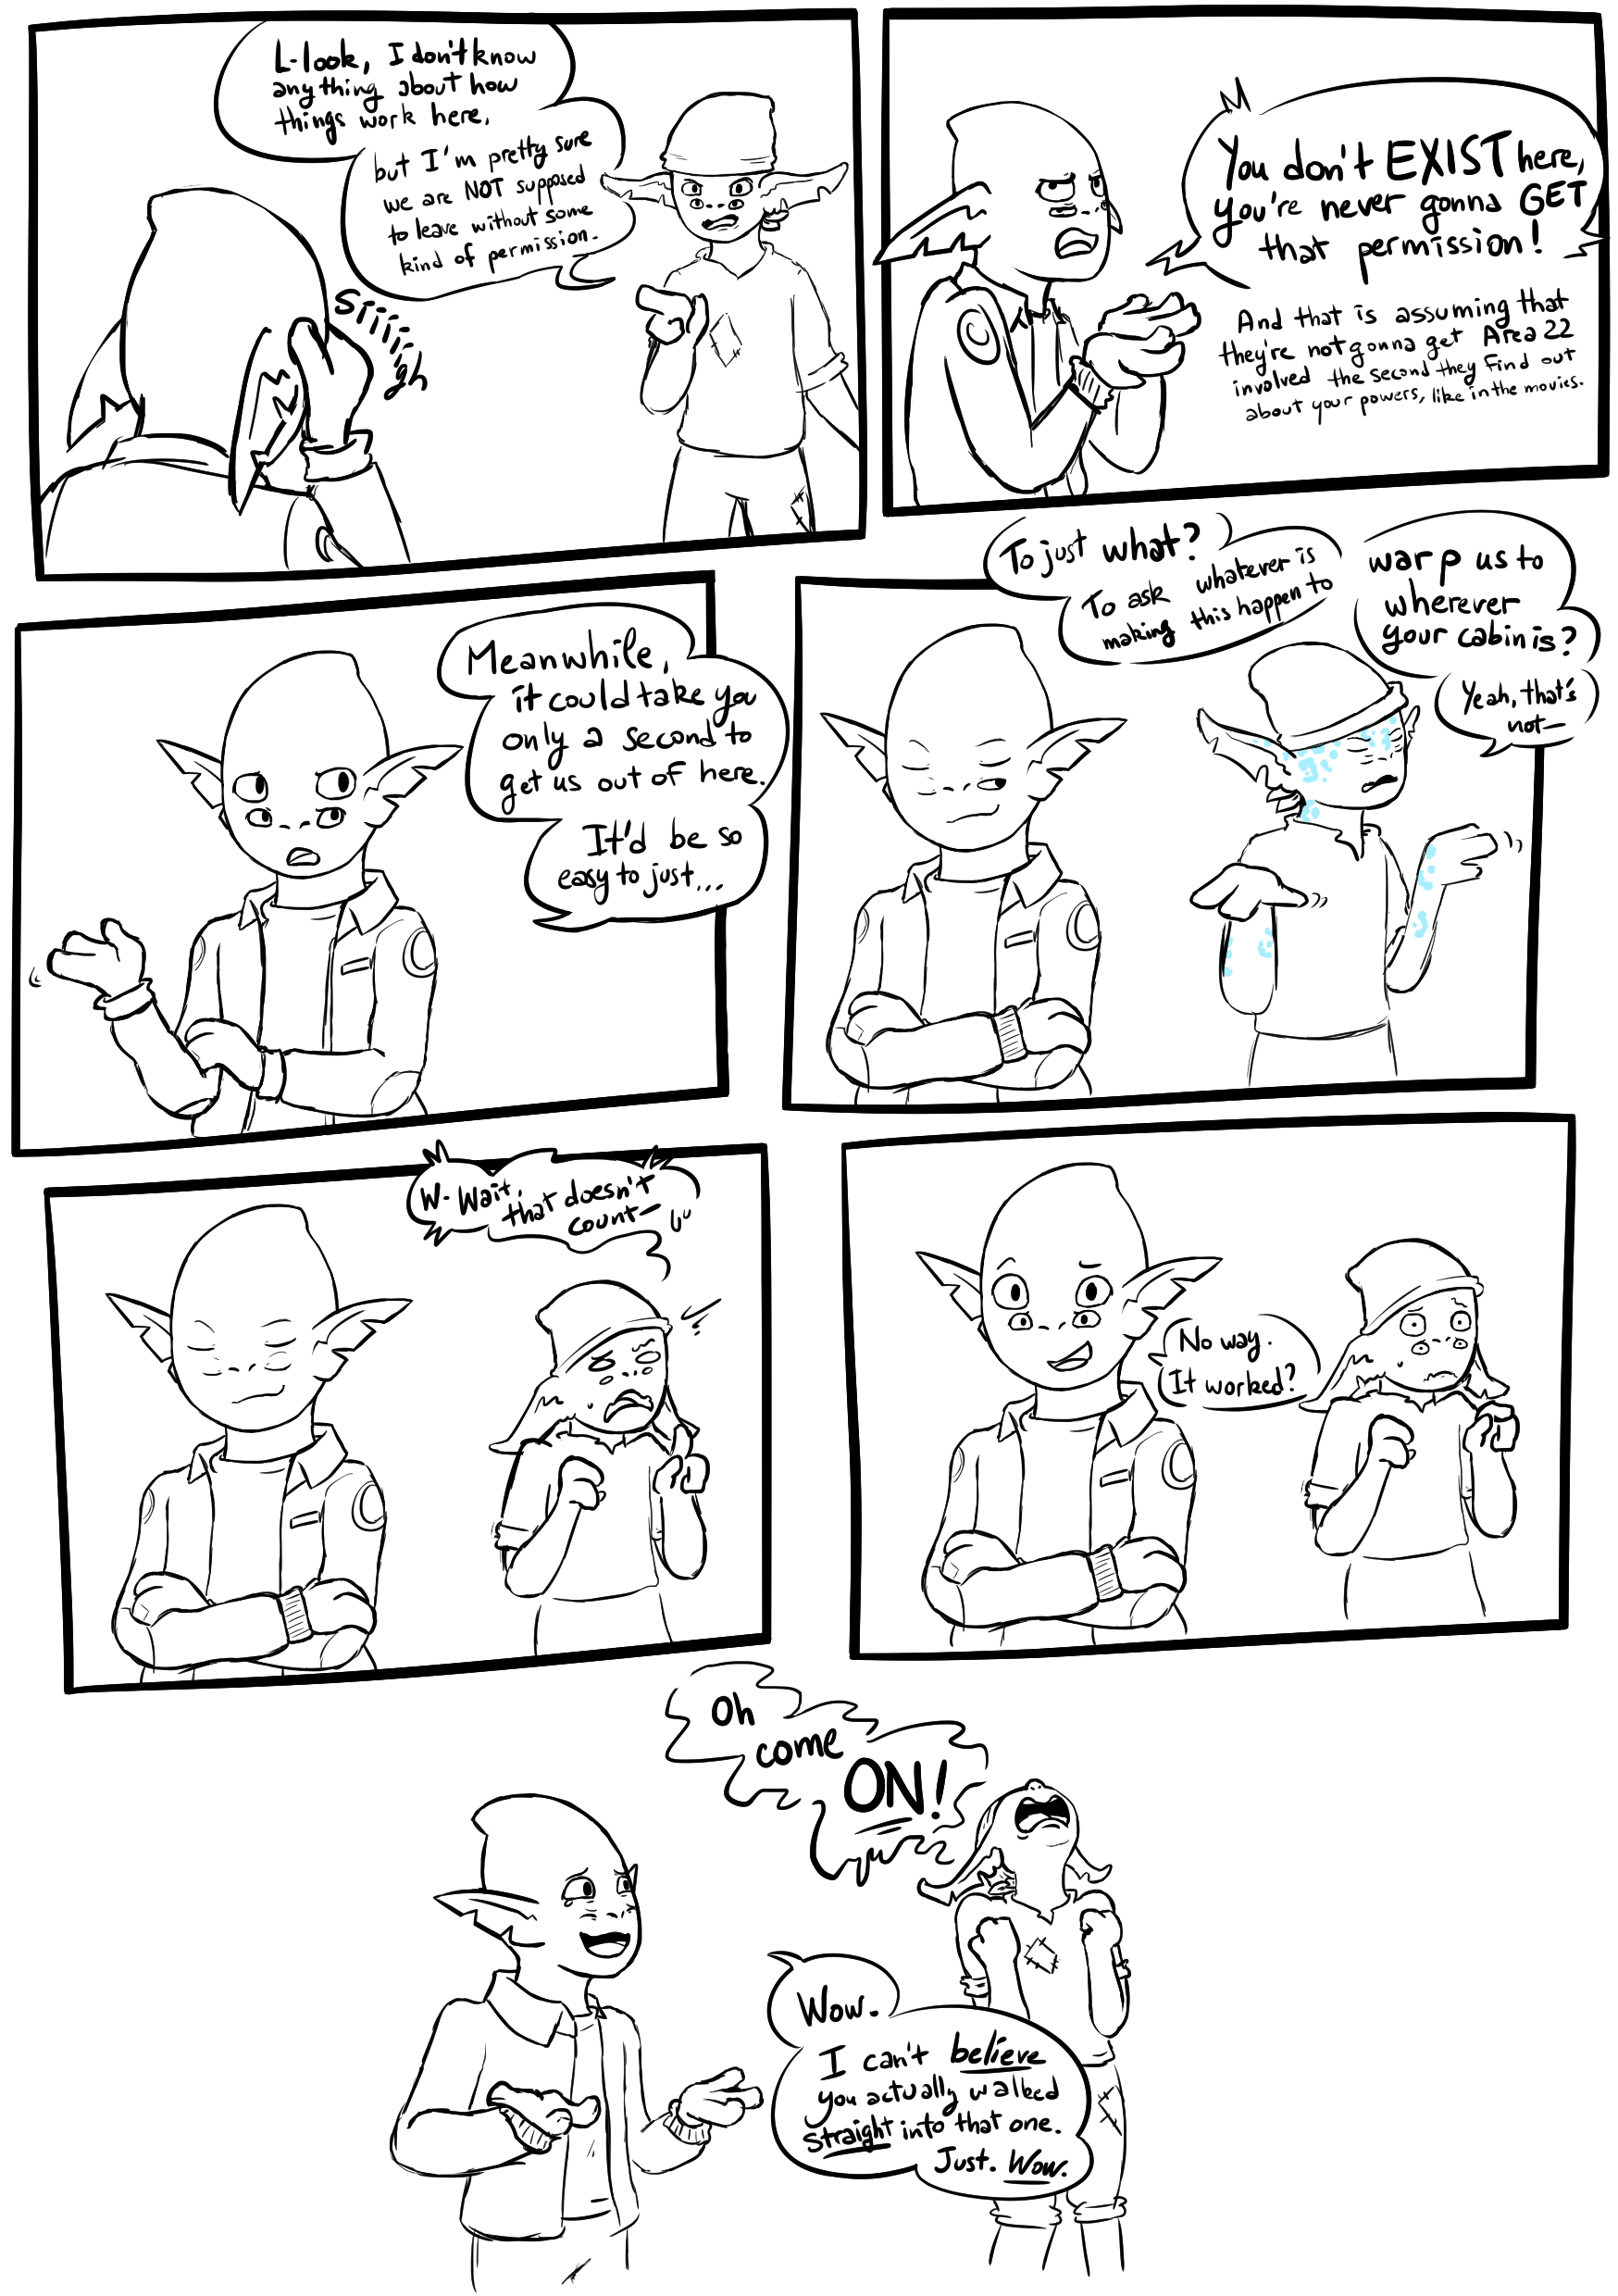 L-look, I don't know
anything about how
things work here,
but I'm pretty sure
we are NOT supposed
to leave without some
kind of permission.
Siiiii-
gh
You don't EXIST here,
you're never gonna GET
that permission!
And that is assuming that
they're not gonna get Area 22
involved the second they find out
about your powers, like in the movies.
Meanwhile,
it could take you
only a second to
get us out of here.
It'd be so
easy to just...
To just what?
To ask whatever is
making this happen to
warp us to
wherever
your cabin is?
Yeah, that's
not—
W-Wait,
that doesn't
count—
No way.
It worked?
Oh
come
ON!
Wow.
I can't believe
you actually walked
straight into that one.
Just. Wow.